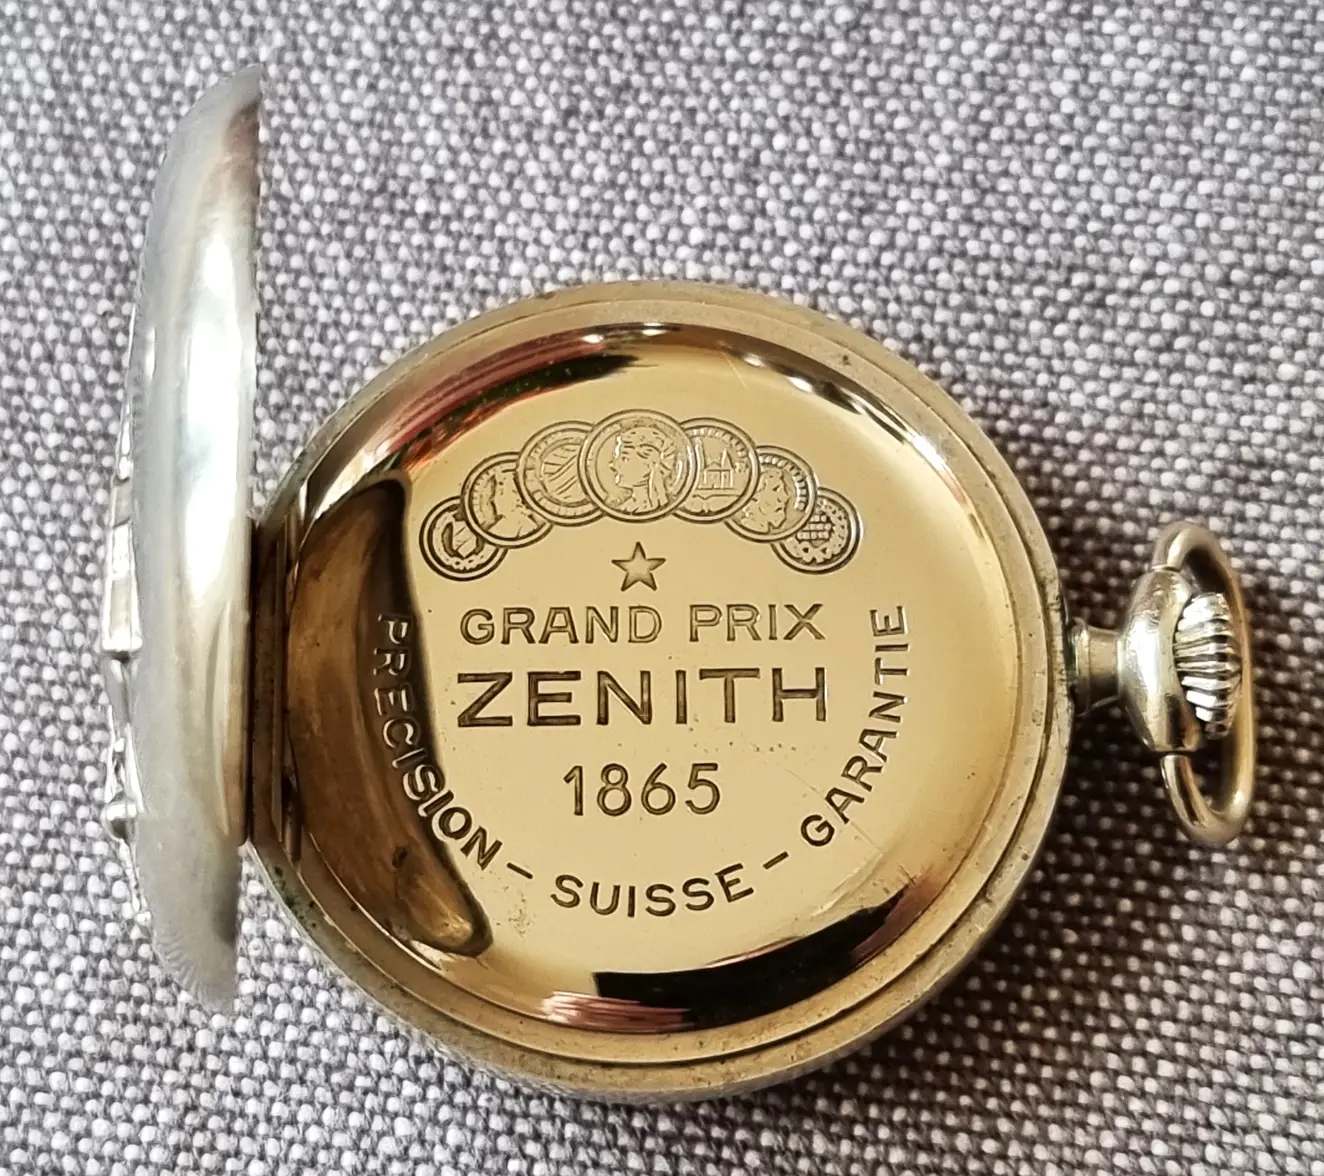 GRAND PRIX
ZENITH
1865
PRECISION - SUISSE - GARANTIE